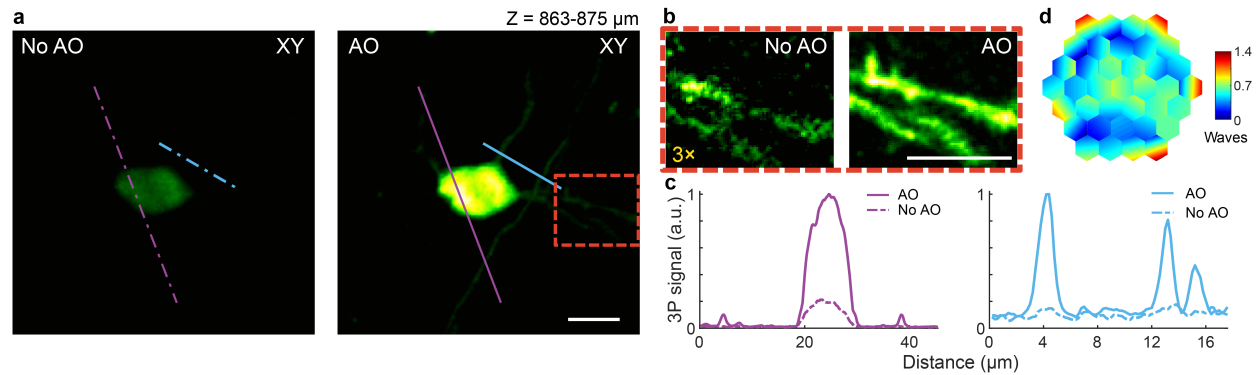 a
Z = 863-875 µm
No AO
XY
AO
XY
b
No AO
AO
3×
d
1.4
0.7
0
Waves
c
1
3P signal (a.u.)
0
AO
No AO
0
20
40
1
0
AO
No AO
0
4
8
12
16
Distance (µm)